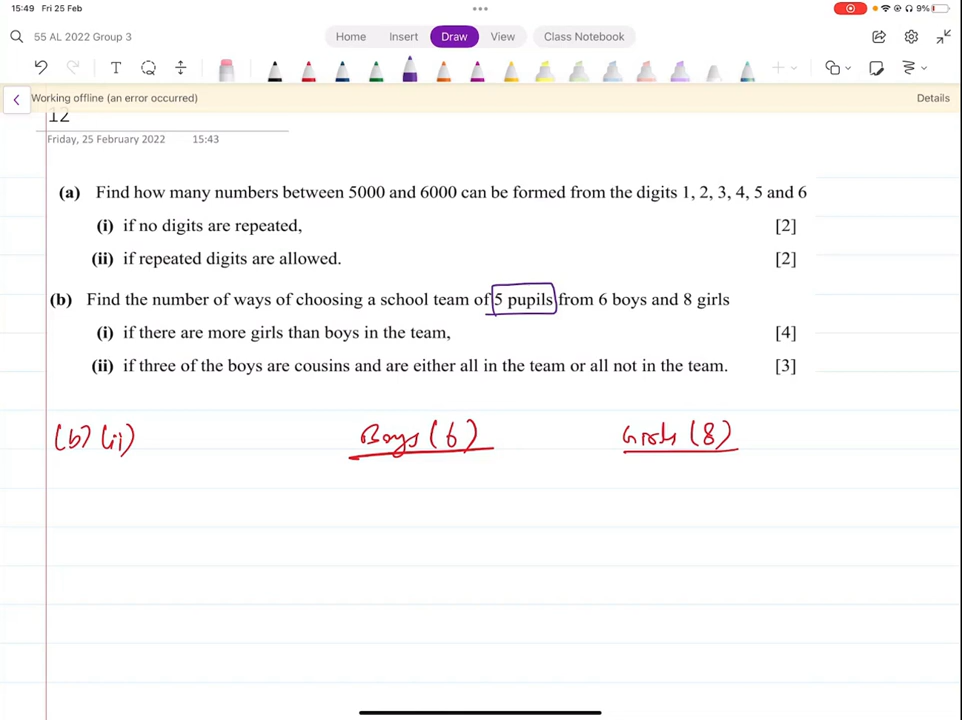 15:49 Fri 25 Feb
9%
55 AL 2022 Group 3
Home Insert Draw View Class Notebook
Working offline (an error occurred) Details
12
Friday, 25 February 2022 15:43
(a) Find how many numbers between 5000 and 6000 can be formed from the digits 1, 2, 3, 4, 5 and 6
(i) if no digits are repeated, [2]
(ii) if repeated digits are allowed. [2]
(b) Find the number of ways of choosing a school team of 5 pupils from 6 boys and 8 girls
(i) if there are more girls than boys in the team, [4]
(ii) if three of the boys are cousins and are either all in the team or all not in the team. [3]
(b) (ii) Boys (6) Girls (8)